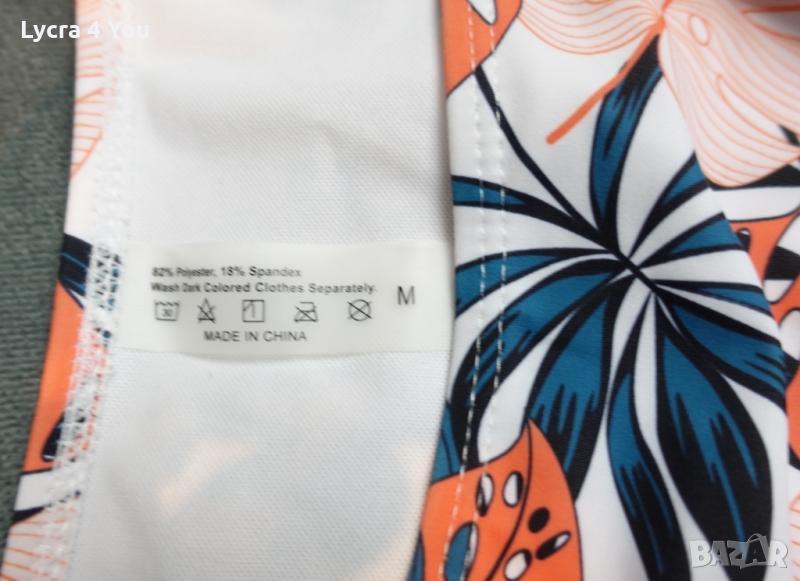 Lycra 4 You
82% Polyester, 18% Spandex
Wash Dark Colored Clothes Separately.
30
M
MADE IN CHINA
BAZAR